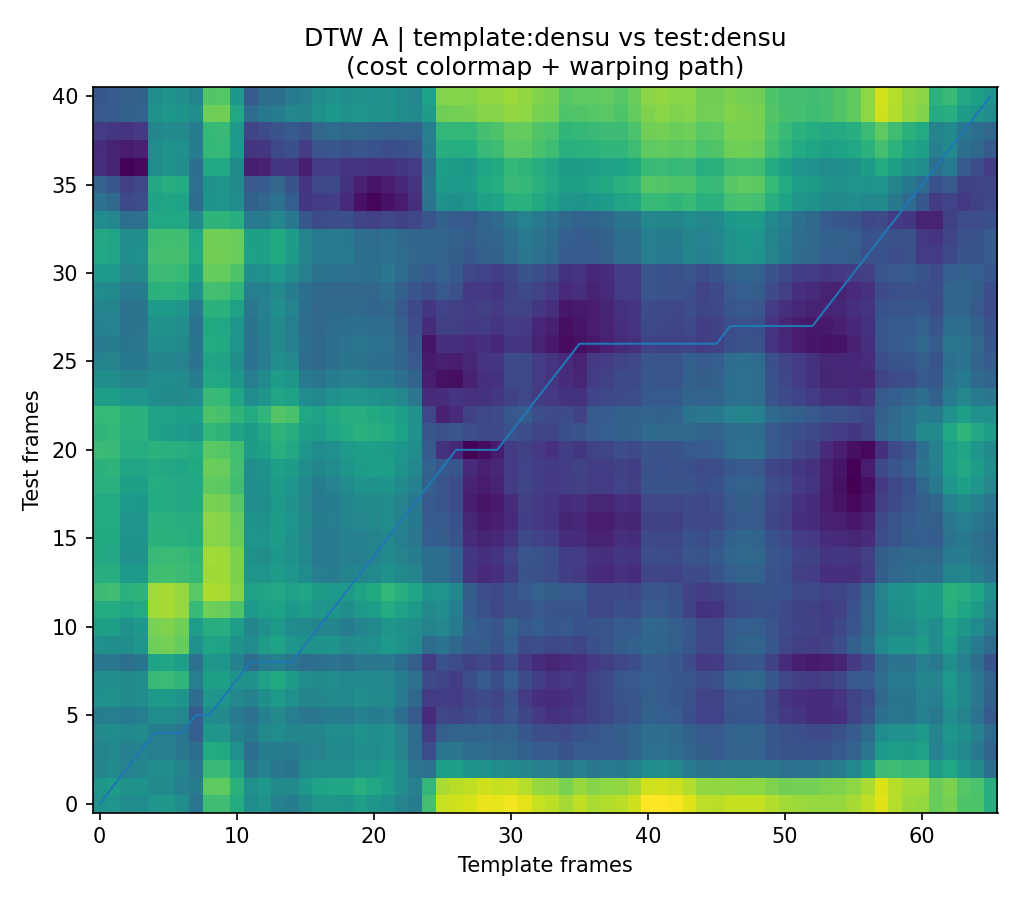 DTW A | template:densu vs test:densu
(cost colormap + warping path)
40
35
30
25
20
15
10
5
0
Test frames
0 10 20 30 40 50 60
Template frames